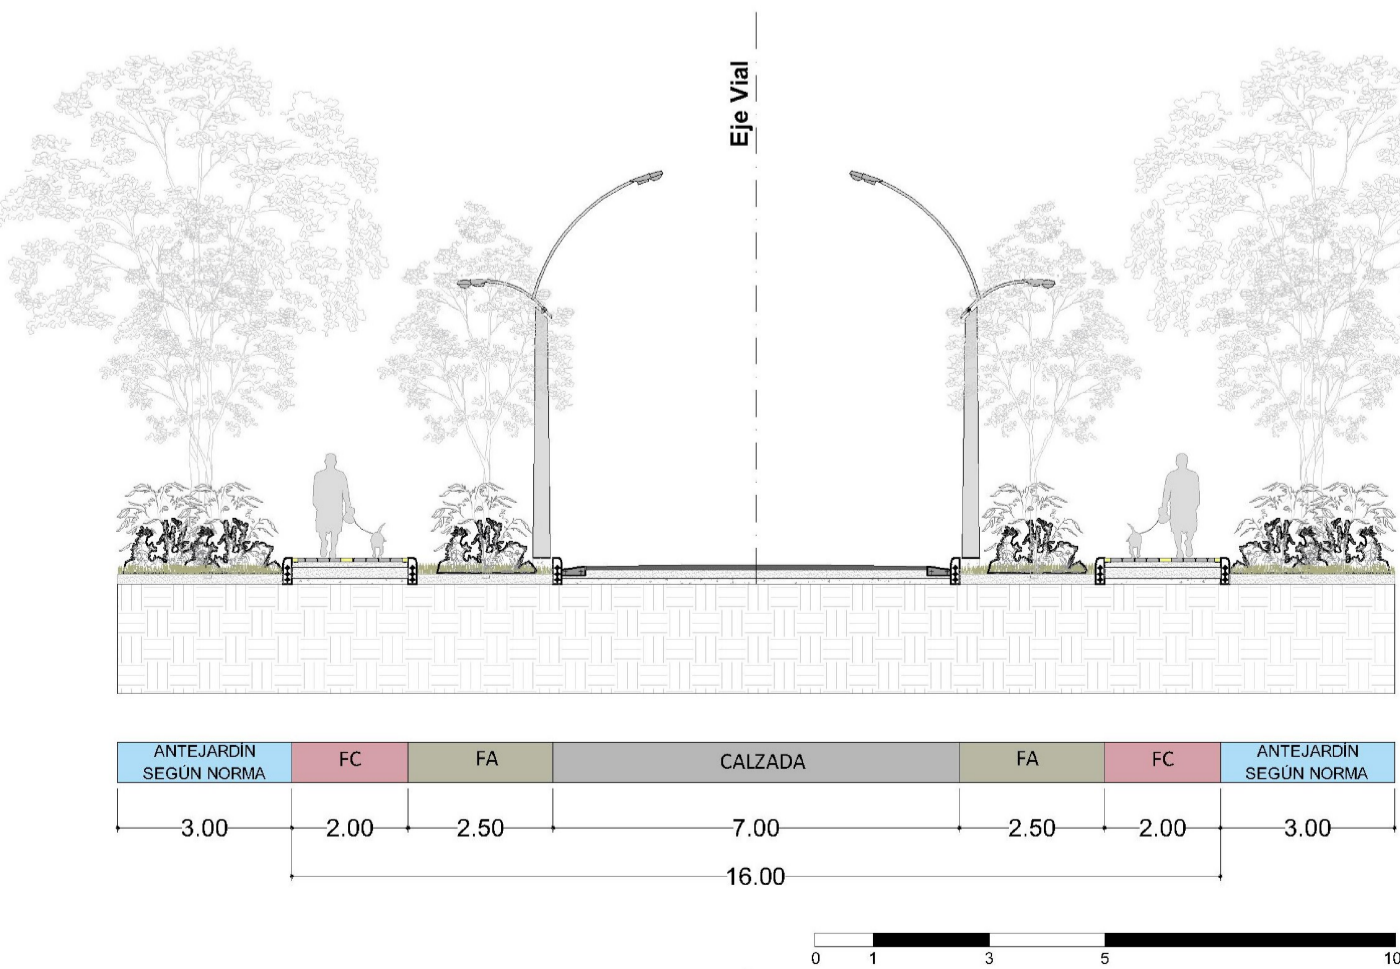 Eje Vial
ANTEJARDÍN
SEGÚN NORMA
FC
FA
CALZADA
FA
FC
ANTEJARDÍN
SEGÚN NORMA
3.00
2.00
2.50
7.00
2.50
2.00
3.00
16.00
0 1 3 5 10